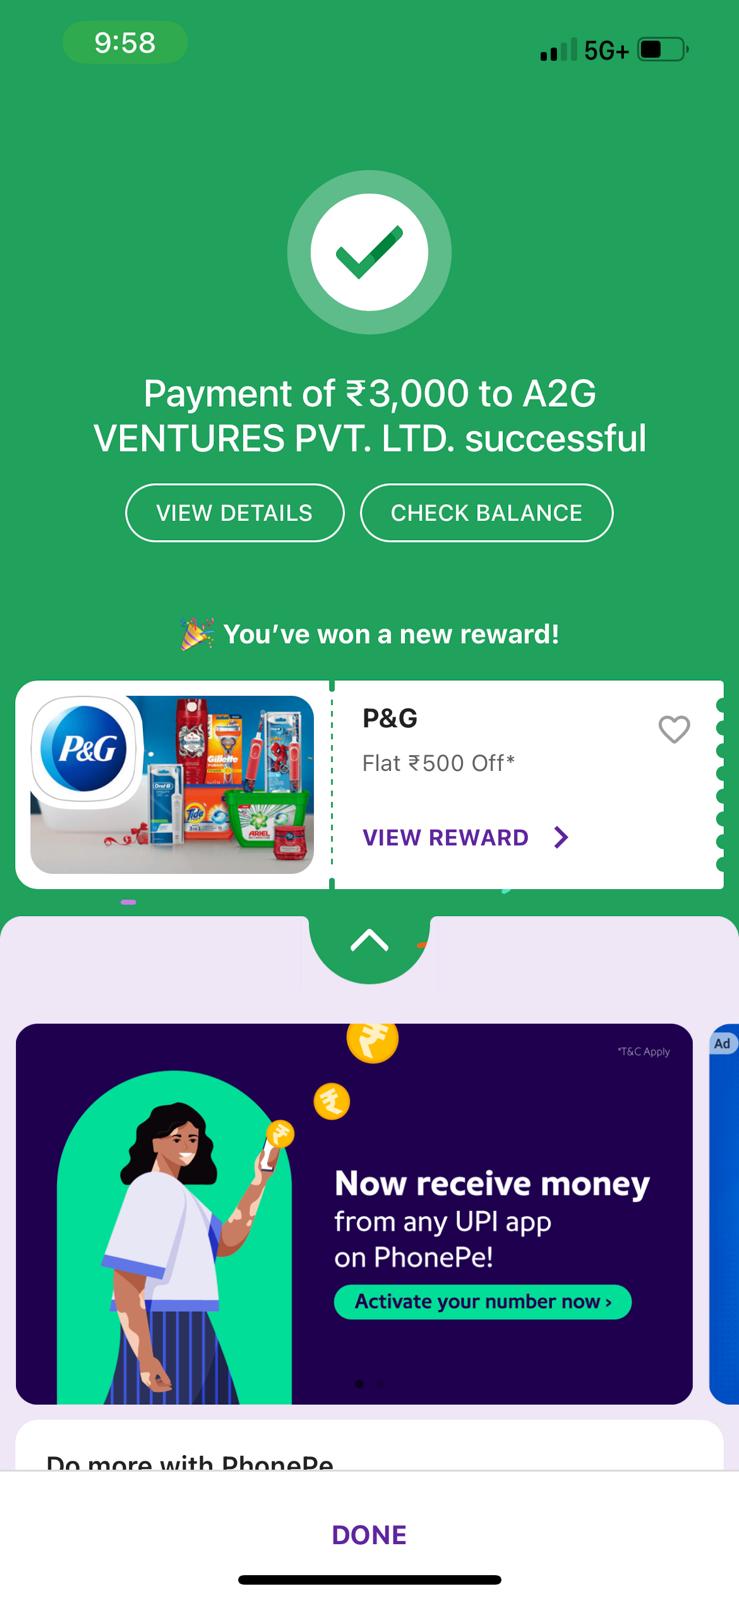 9:58
5G+
Payment of ₹3,000 to A2G
VENTURES PVT. LTD. successful
VIEW DETAILS
CHECK BALANCE
🎉 You’ve won a new reward!
P&G
Gillette
Oral-B
Tide
ARIEL
P&G
Flat ₹500 Off*
VIEW REWARD
*T&C Apply
Ad
Now receive money
from any UPI app
on PhonePe!
Activate your number now ›
Do more with PhonePe
DONE